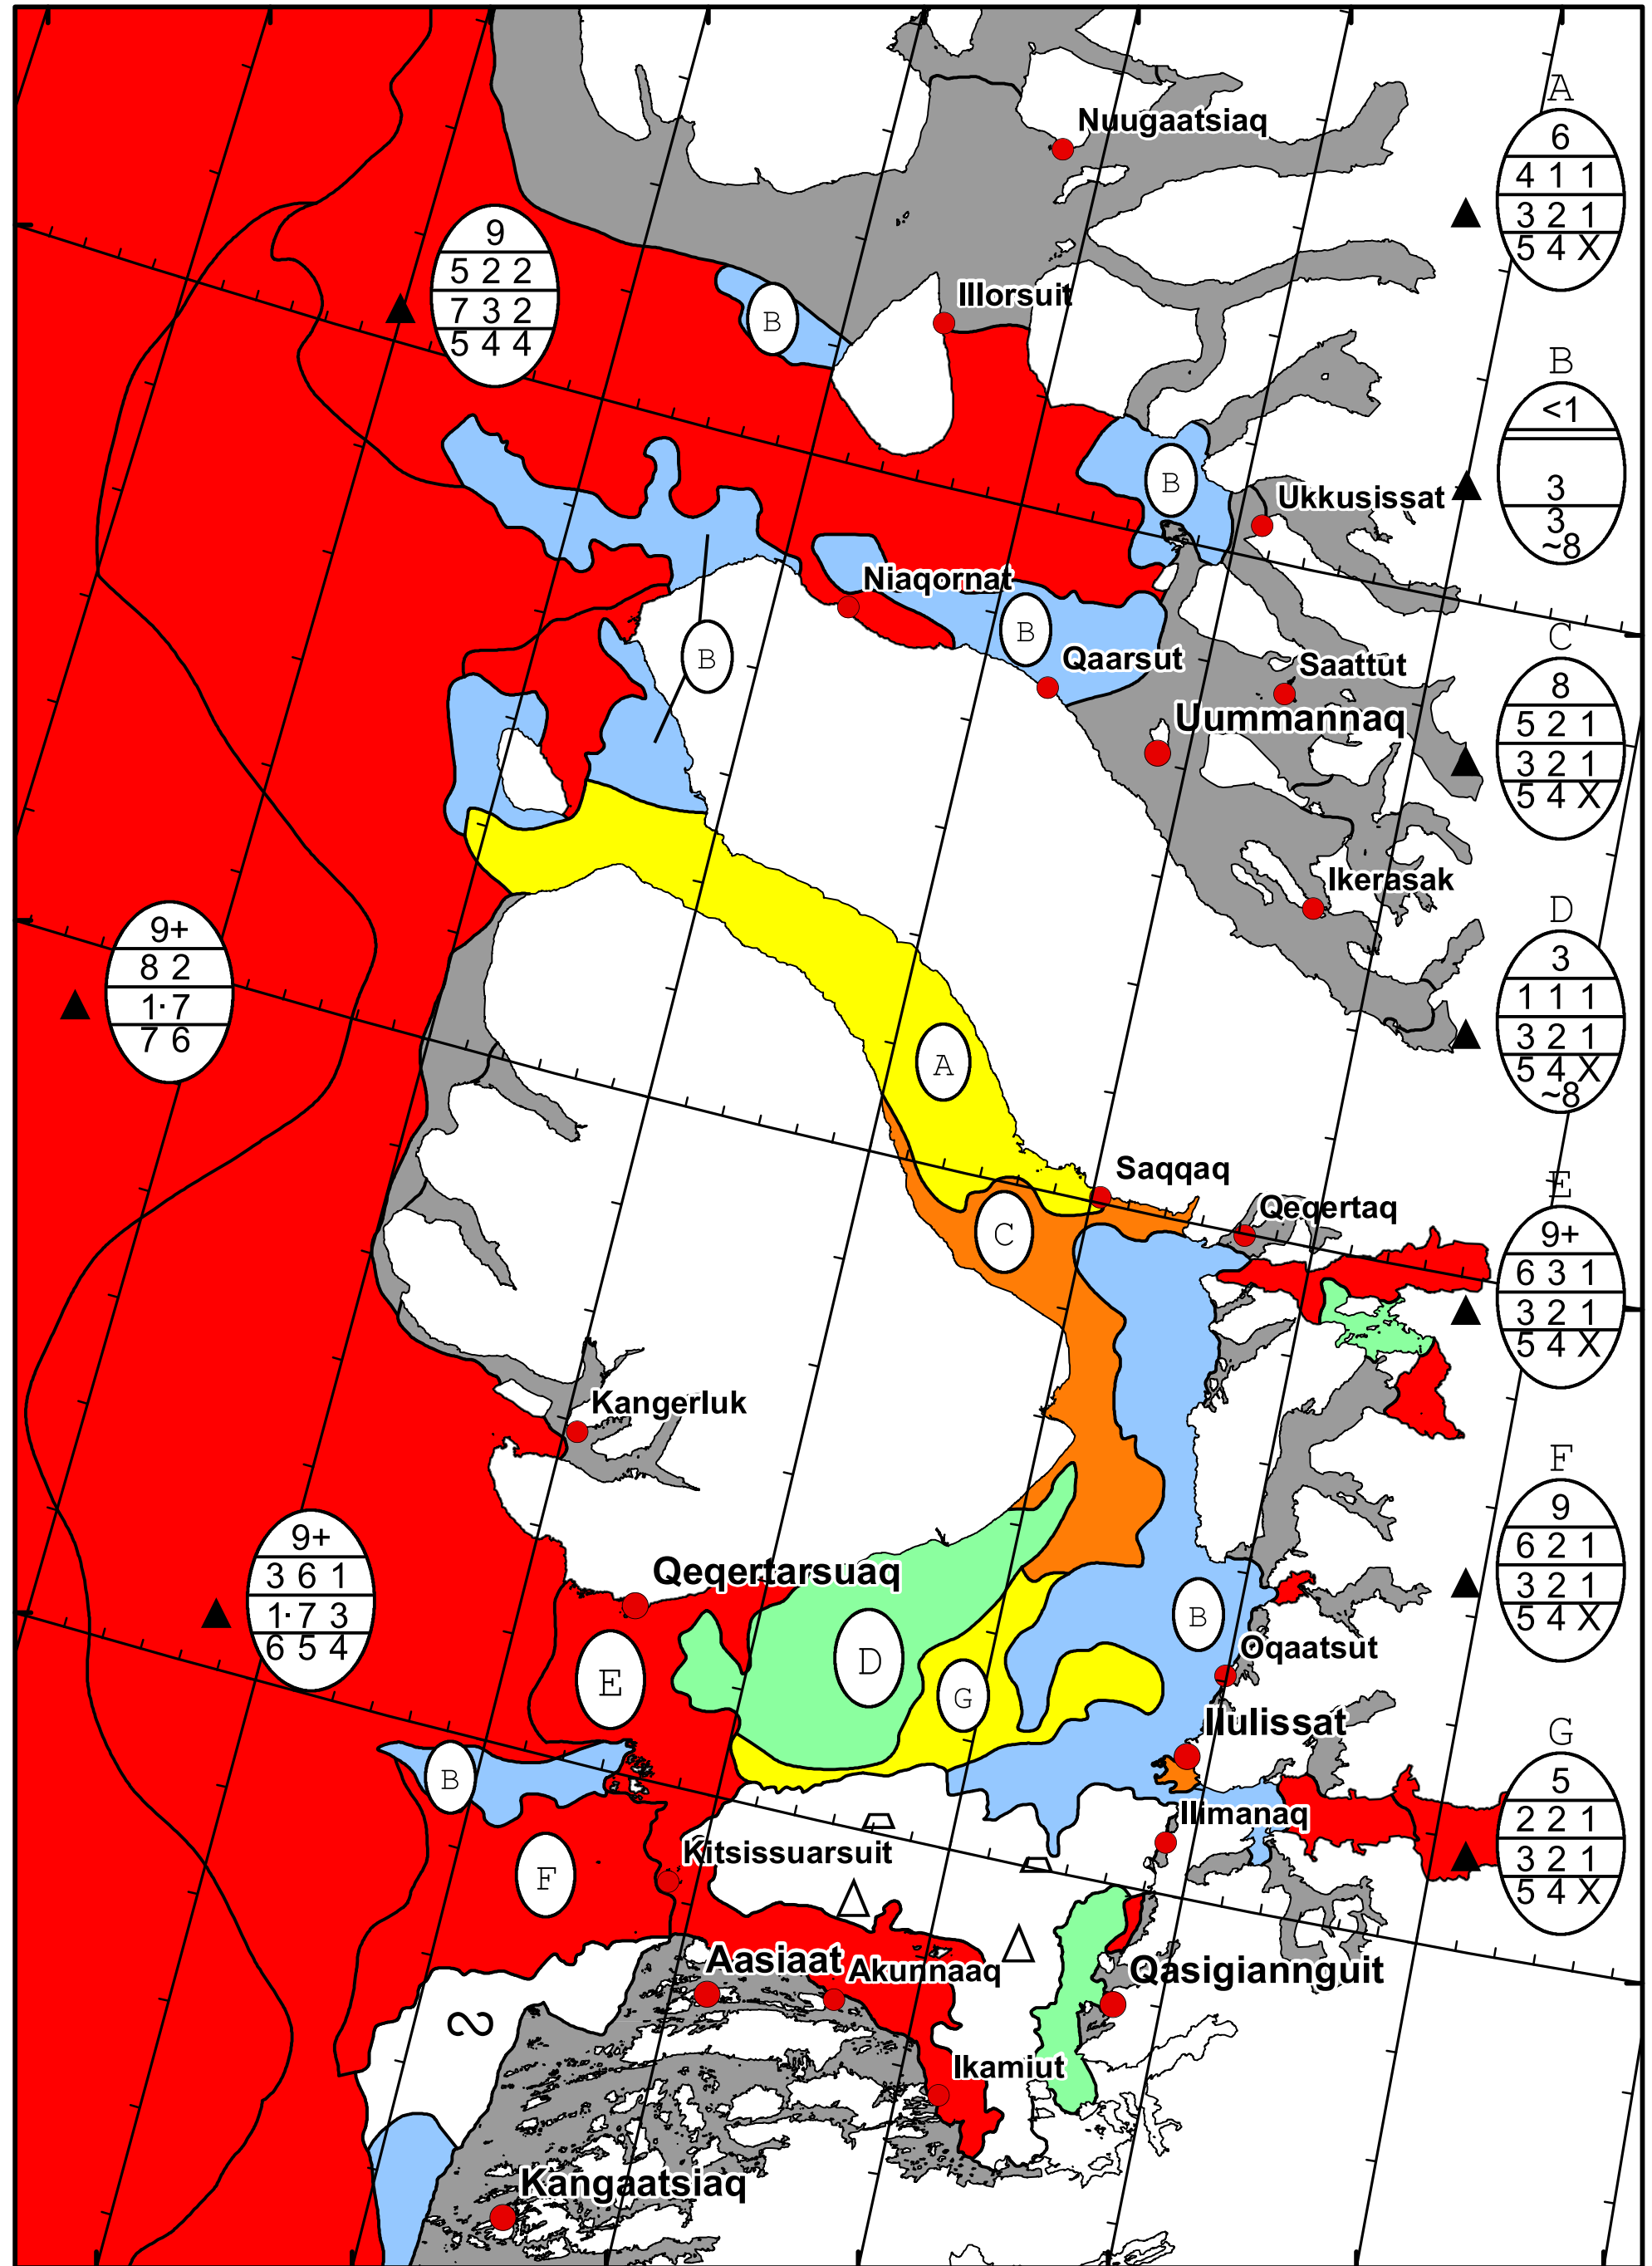 A
6
4 1 1
3 2 1
5 4 X
Nuugaatsiaq
9
5 2 2
7 3 2
5 4 4
Illorsuit
B
B
<1
3
3
~8
B
Ukkusissat
Niaqornat
B
B
Qaarsut
Saattut
Uummannaq
C
8
5 2 1
3 2 1
5 4 X
Ikerasak
9+
8 2
1· 7
7 6
D
3
1 1 1
3 2 1
5 4 X
~8
A
Saqqaq
C
Qeqertaq
E
9+
6 3 1
3 2 1
5 4 X
Kangerluk
F
9
6 2 1
3 2 1
5 4 X
9+
3 6 1
1· 7 3
6 5 4
Qeqertarsuaq
E
D
G
B
Oqaatsut
Ilulissat
B
Ilimanaq
G
5
2 2 1
3 2 1
5 4 X
Kitsissuarsuit
F
Aasiaat
Akunnaaq
Qasigiannguit
Ikamiut
Kangaatsiaq